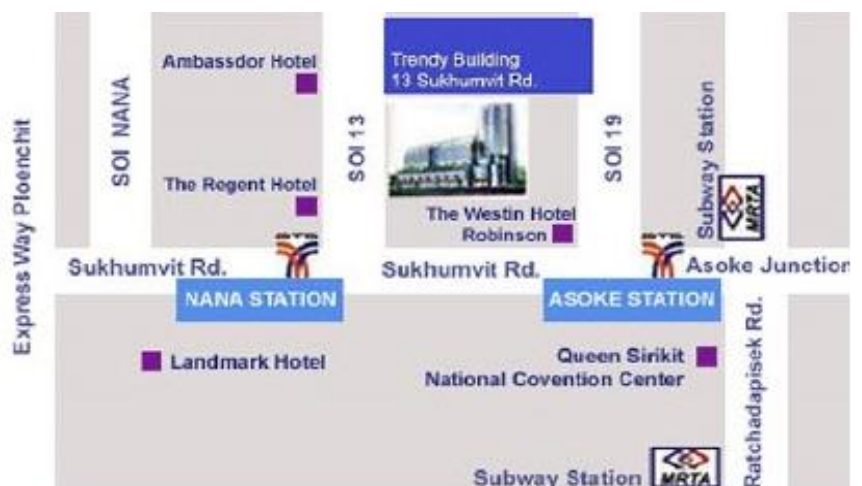 Ambassdor Hotel
Trendy Building
13 Sukhumvit Rd.
Express Way Ploenchit
SOI NANA
SOI 13
SOI 19
Subway Station
MRTA
The Regent Hotel
The Westin Hotel
Robinson
BTS
BTS
Sukhumvit Rd.
Sukhumvit Rd.
Asoke Junction
NANA STATION
ASOKE STATION
Landmark Hotel
Queen Sirikit
National Covention Center
Ratchadapisek Rd.
Subway Station
MRTA